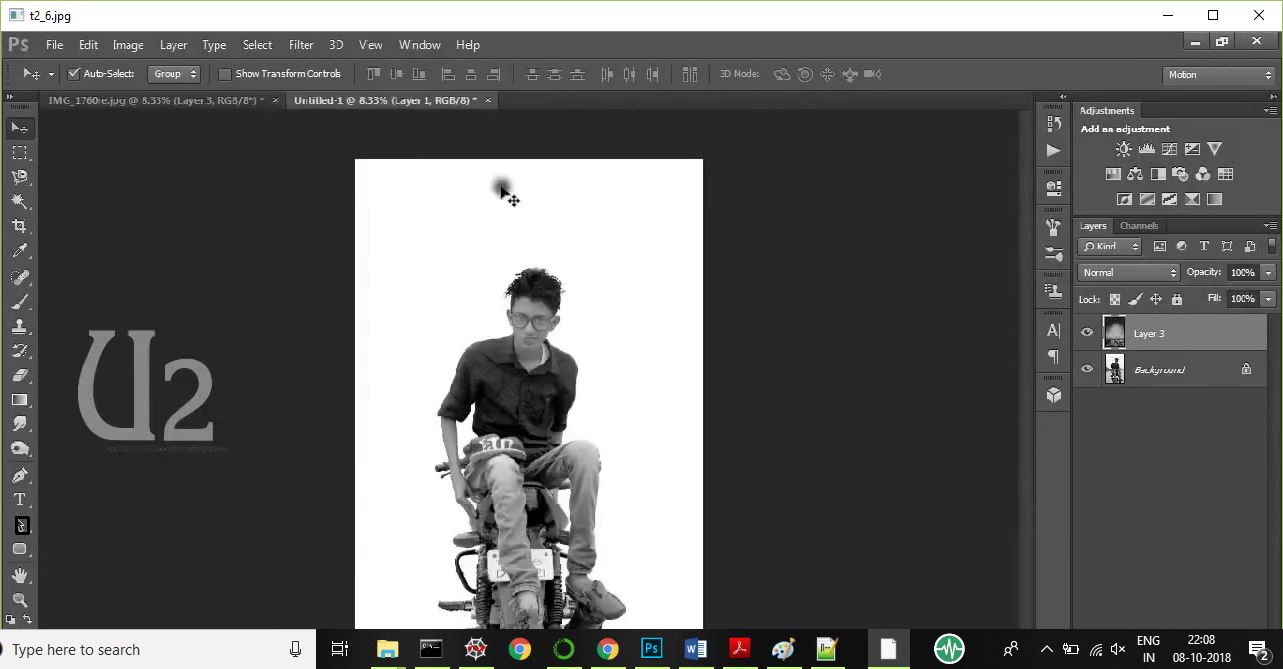 t2_6.jpg
Ps File Edit Image Layer Type Select Filter 3D View Window Help
Auto-Select: Group Show Transform Controls 3D Mode: Motion
IMG_1760re.jpg @ 8.33% (Layer 3, RGB/8*) * × Untitled-1 @ 8.33% (Layer 1, RGB/8) * ×
Adjustments
Add an adjustment
Layers Channels
Kind
Normal Opacity: 100%
Lock: Fill: 100%
Layer 3
Background
U2
Type here to search
ENG
IN
22:08
08-10-2018
2